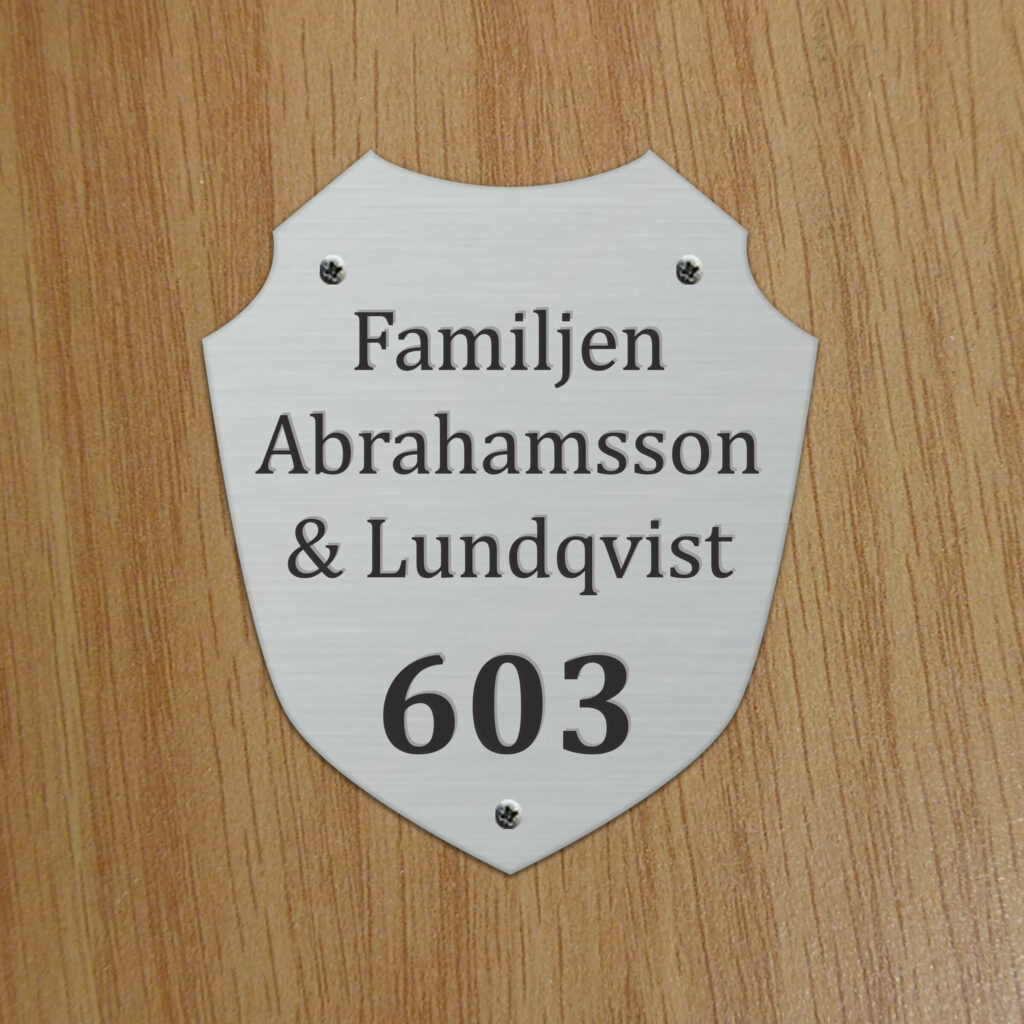 Familjen
Abrahamsson
& Lundqvist
603